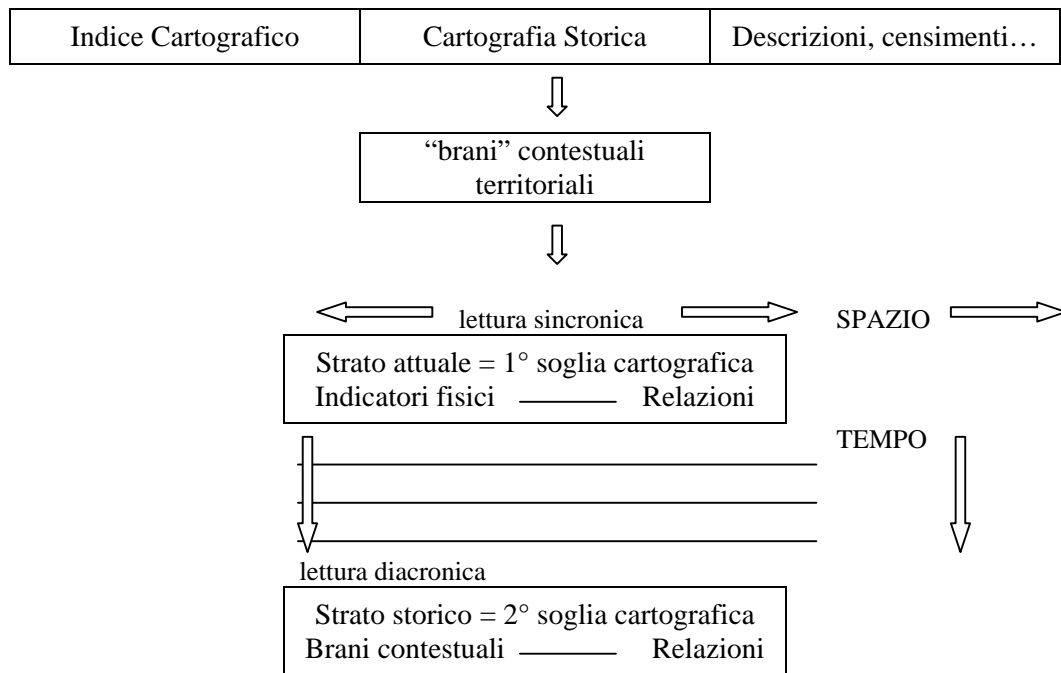 Indice Cartografico
Cartografia Storica
Descrizioni, censimenti…
“brani” contestuali
territoriali
lettura sincronica
SPAZIO
Strato attuale = 1° soglia cartografica
Indicatori fisici Relazioni
TEMPO
lettura diacronica
Strato storico = 2° soglia cartografica
Brani contestuali Relazioni